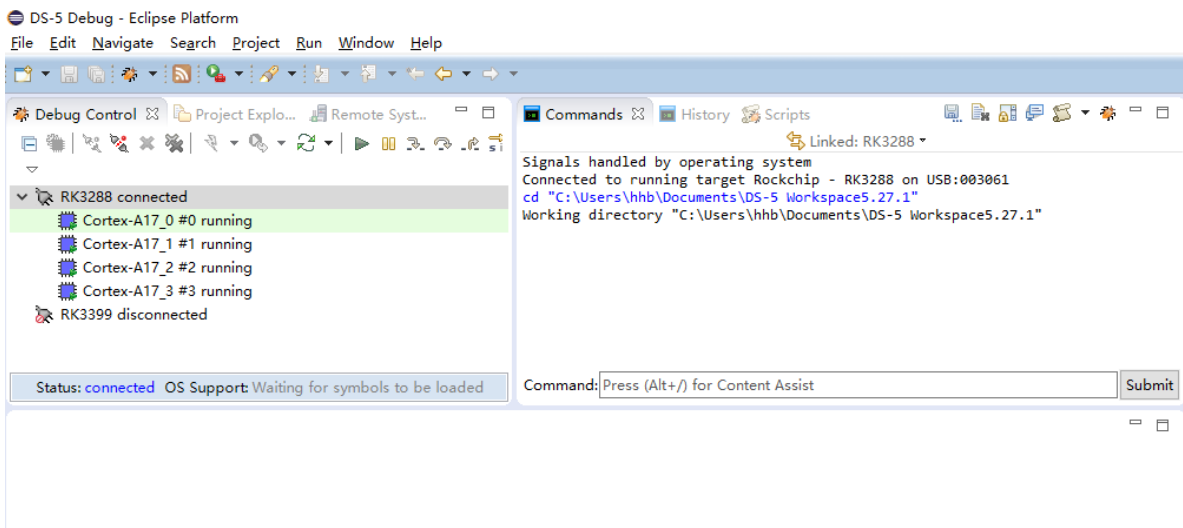 DS-5 Debug - Eclipse Platform
File Edit Navigate Search Project Run Window Help
Debug Control Project Explo... Remote Syst...
RK3288 connected
Cortex-A17_0 #0 running
Cortex-A17_1 #1 running
Cortex-A17_2 #2 running
Cortex-A17_3 #3 running
RK3399 disconnected
Status: connected OS Support: Waiting for symbols to be loaded
Commands History Scripts
Linked: RK3288
Signals handled by operating system
Connected to running target Rockchip - RK3288 on USB:003061
cd "C:\Users\hhb\Documents\DS-5 Workspace5.27.1"
Working directory "C:\Users\hhb\Documents\DS-5 Workspace5.27.1"
Command: Press (Alt+/) for Content Assist Submit